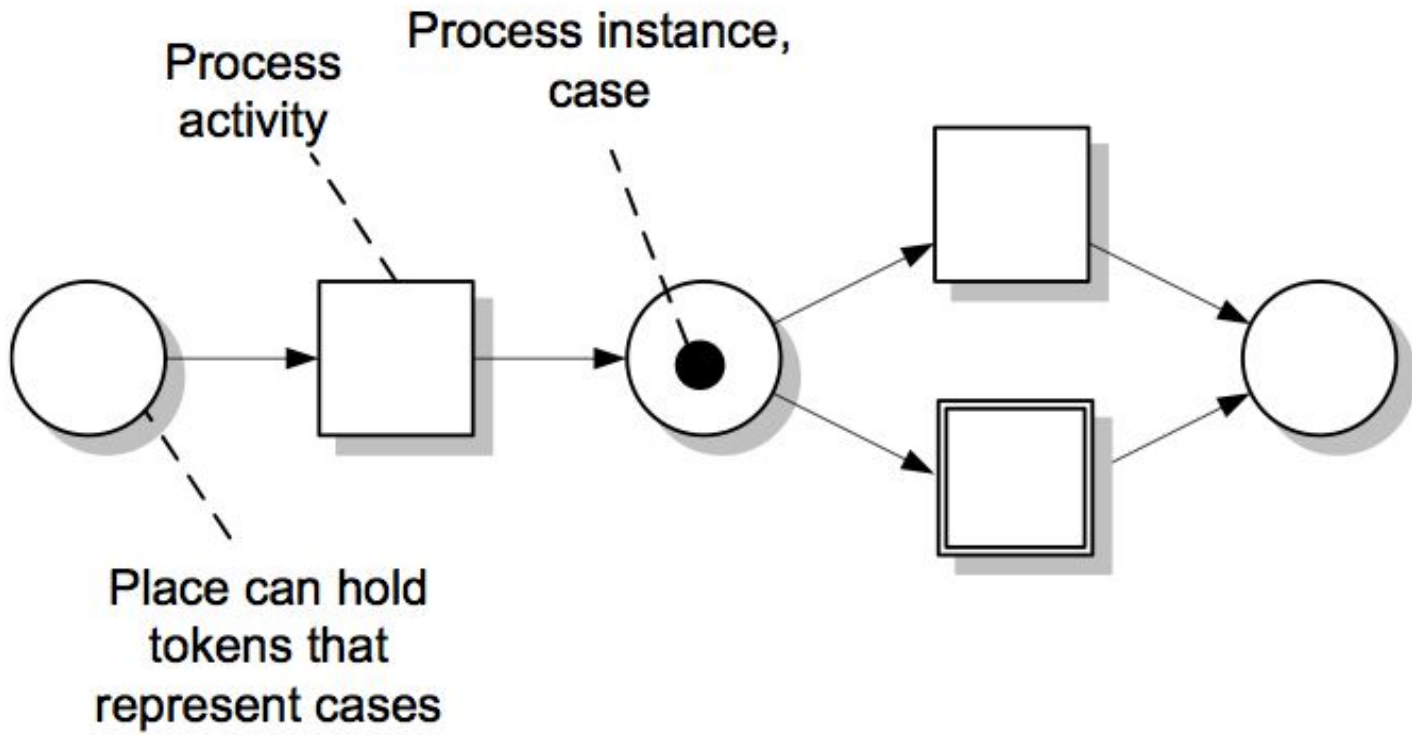 Process
activity
Process instance,
case
Place can hold
tokens that
represent cases